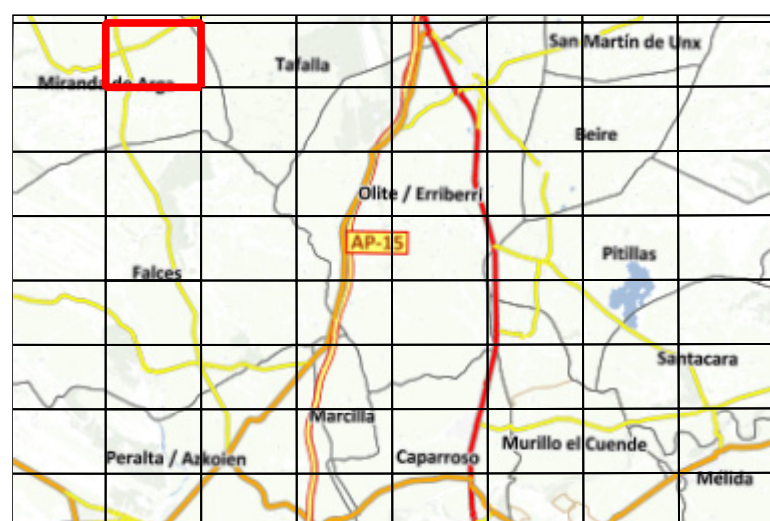 San Martín de Unx
Tafalla
Miranda de Arga
Beire
Olite / Erriberri
AP-15
Pitillas
Falces
Santacara
Marcilla
Murillo el Cuende
Peralta / Azkoien
Caparroso
Mélida